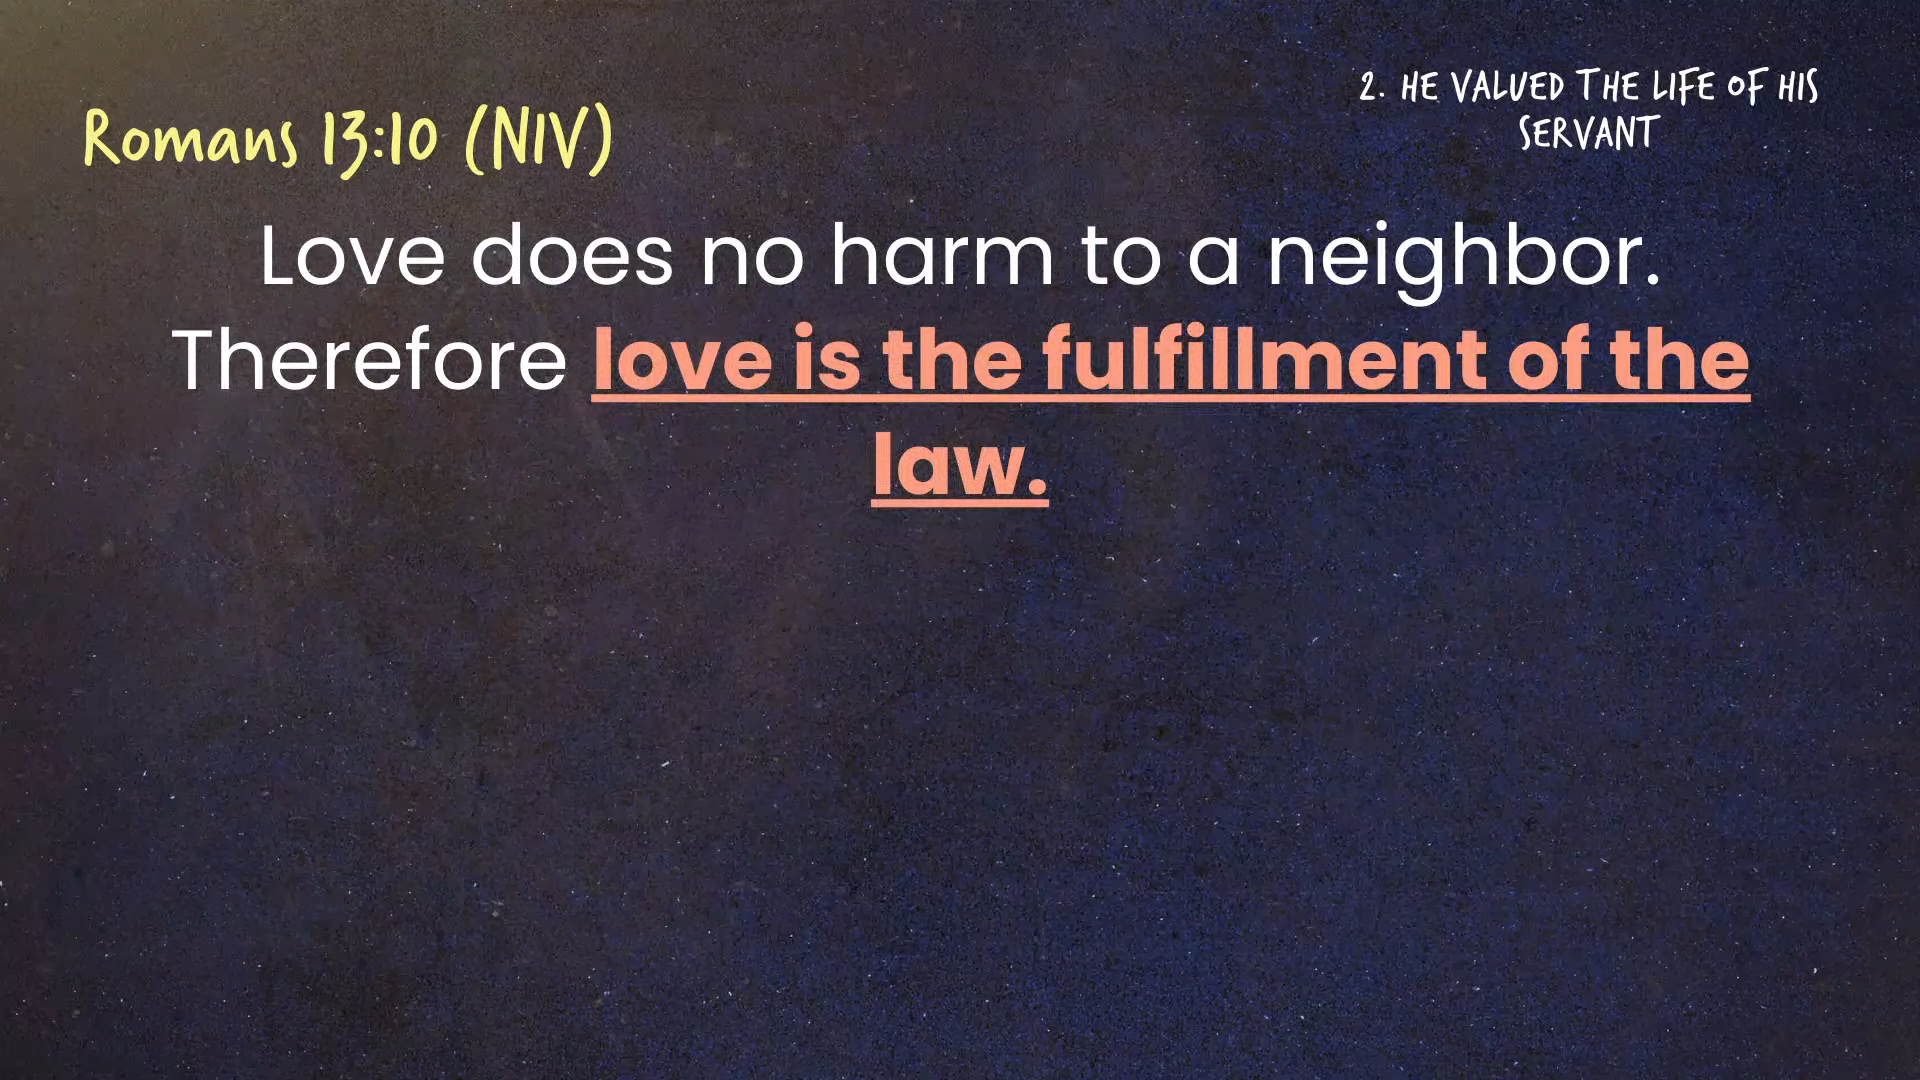 2. HE VALUED THE LIFE OF HIS
SERVANT
Romans 13:10 (NIV)
Love does no harm to a neighbor.
Therefore love is the fulfillment of the
law.